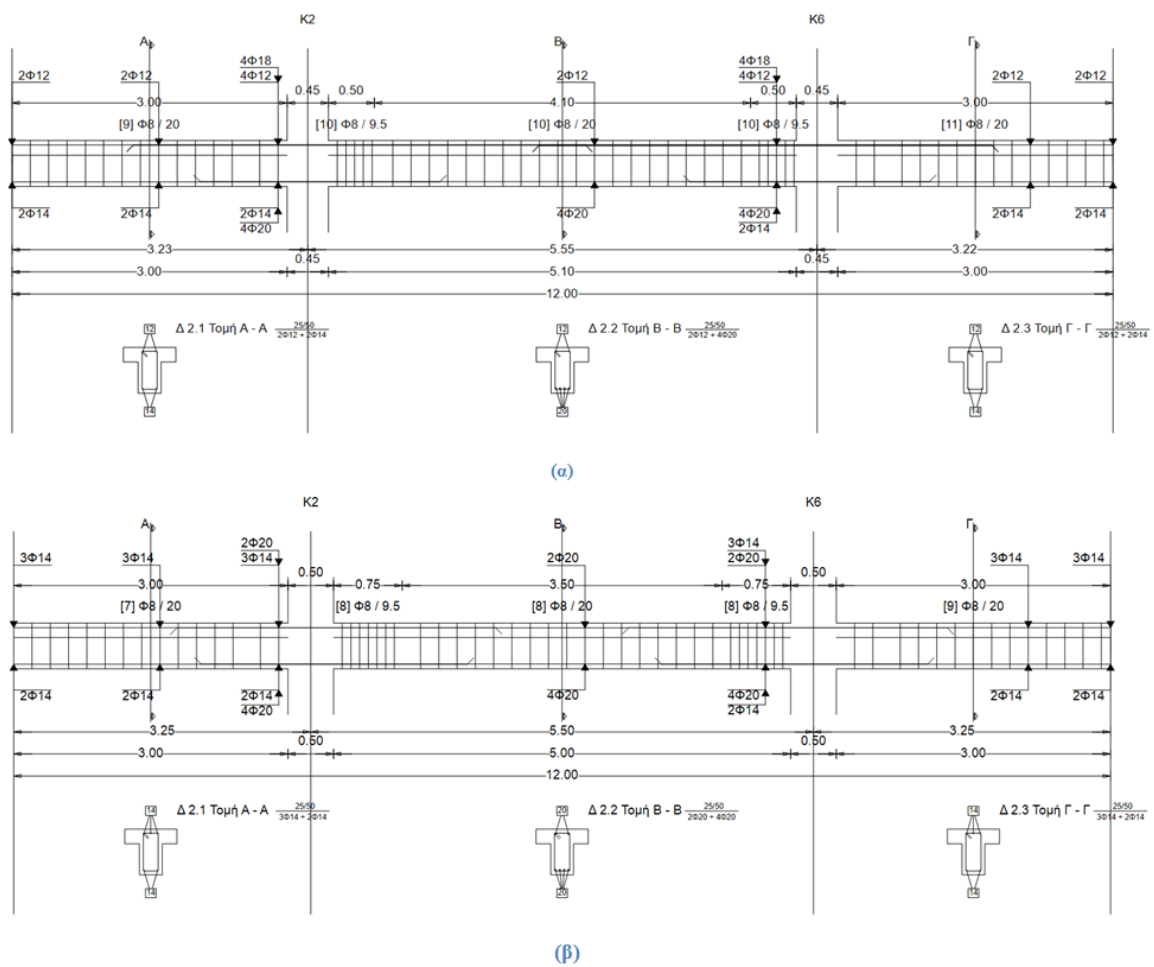 K2 K6
A B Γ
4Φ18 4Φ18
2Φ12 2Φ12 4Φ12 2Φ12 4Φ12 2Φ12 2Φ12
3.00 0.45 0.50 4.10 0.50 0.45 3.00
[9] Φ8 / 20 [10] Φ8 / 9.5 [10] Φ8 / 20 [10] Φ8 / 9.5 [11] Φ8 / 20
2Φ14 2Φ14 2Φ14 4Φ20 4Φ20 2Φ14 2Φ14
4Φ20 2Φ14
3.23 5.55 3.22
3.00 0.45 5.10 0.45 3.00
12.00
Δ 2.1 Τομή Α - Α 25/50 2Φ12 + 2Φ14 Δ 2.2 Τομή Β - Β 25/50 2Φ12 + 4Φ20 Δ 2.3 Τομή Γ - Γ 25/50 2Φ12 + 2Φ14
12 12 12
14 20 14
(α)
K2 K6
A B Γ
2Φ20 3Φ14
3Φ14 3Φ14 3Φ14 2Φ20 2Φ20 3Φ14 3Φ14
3.00 0.50 0.75 3.50 0.75 0.50 3.00
[7] Φ8 / 20 [8] Φ8 / 9.5 [8] Φ8 / 20 [8] Φ8 / 9.5 [9] Φ8 / 20
2Φ14 2Φ14 2Φ14 4Φ20 4Φ20 2Φ14 2Φ14
4Φ20 2Φ14
3.25 5.50 3.25
3.00 0.50 5.00 0.50 3.00
12.00
Δ 2.1 Τομή Α - Α 25/50 3Φ14 + 2Φ14 Δ 2.2 Τομή Β - Β 25/50 2Φ20 + 4Φ20 Δ 2.3 Τομή Γ - Γ 25/50 3Φ14 + 2Φ14
14 20 14
14 20 14
(β)